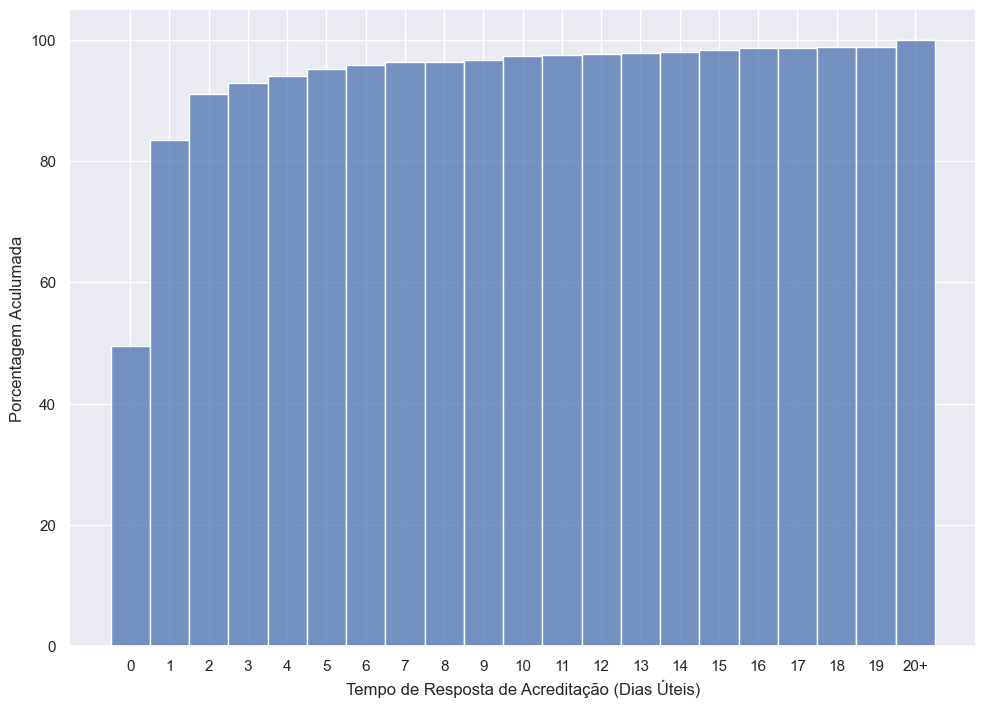 100
80
60
40
20
0
Porcentagem Aculumada
0 1 2 3 4 5 6 7 8 9 10 11 12 13 14 15 16 17 18 19 20+
Tempo de Resposta de Acreditação (Dias Úteis)